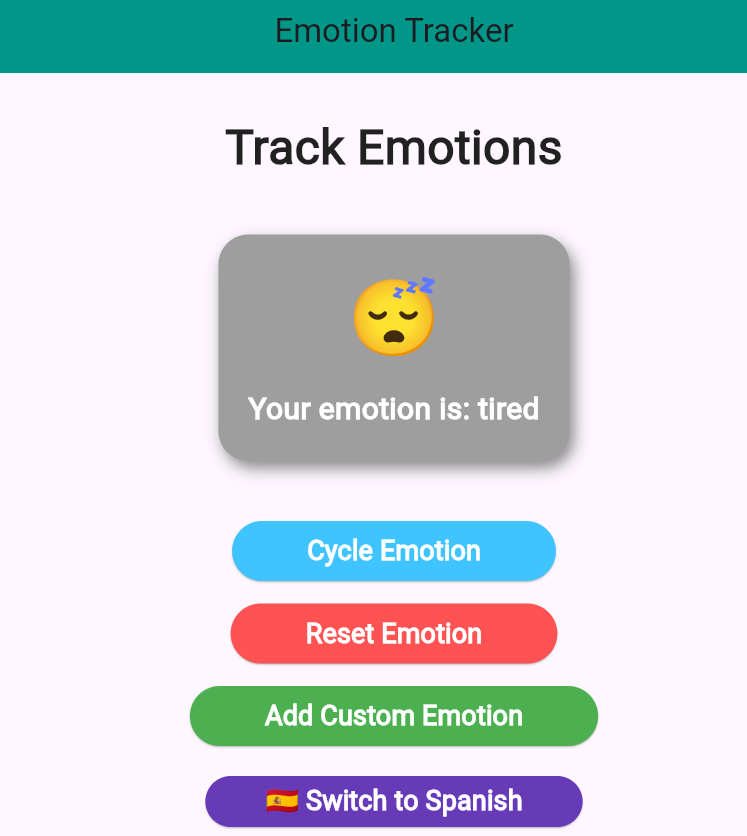 Emotion Tracker
Track Emotions
Your emotion is: tired
Cycle Emotion
Reset Emotion
Add Custom Emotion
🇪🇸 Switch to Spanish